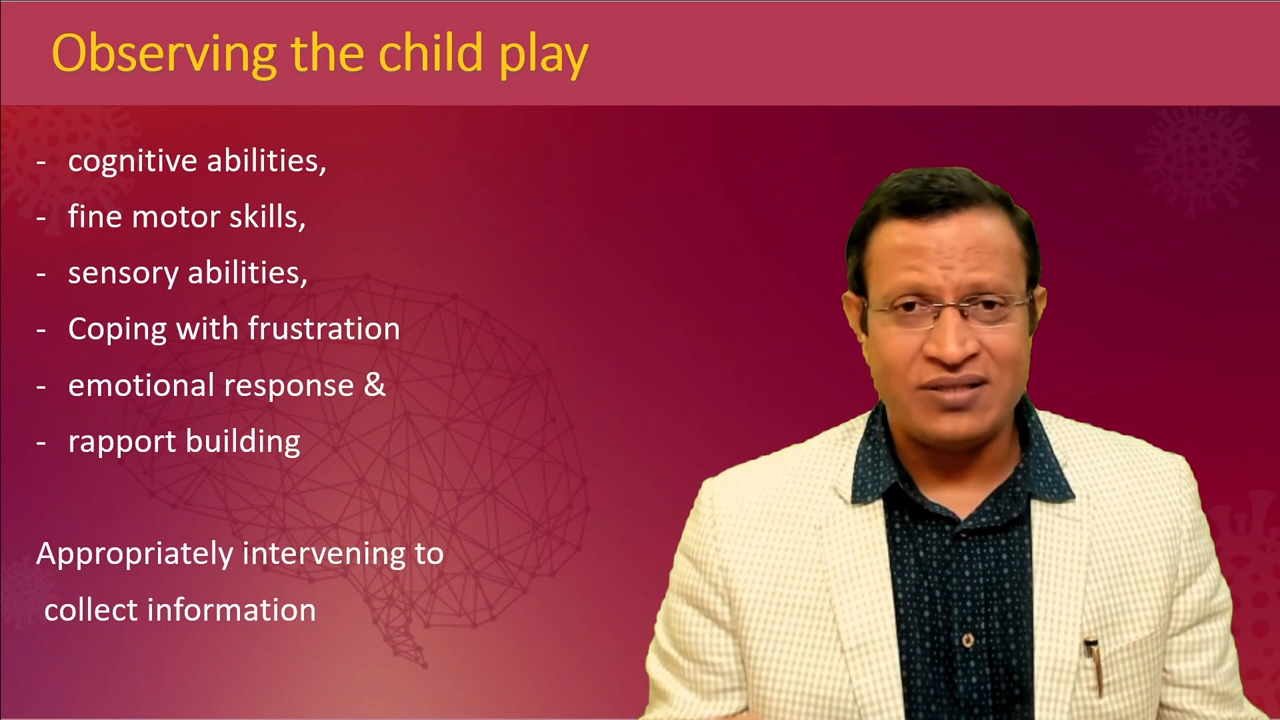 Observing the child play
- cognitive abilities,
- fine motor skills,
- sensory abilities,
- Coping with frustration
- emotional response &
- rapport building
Appropriately intervening to
collect information